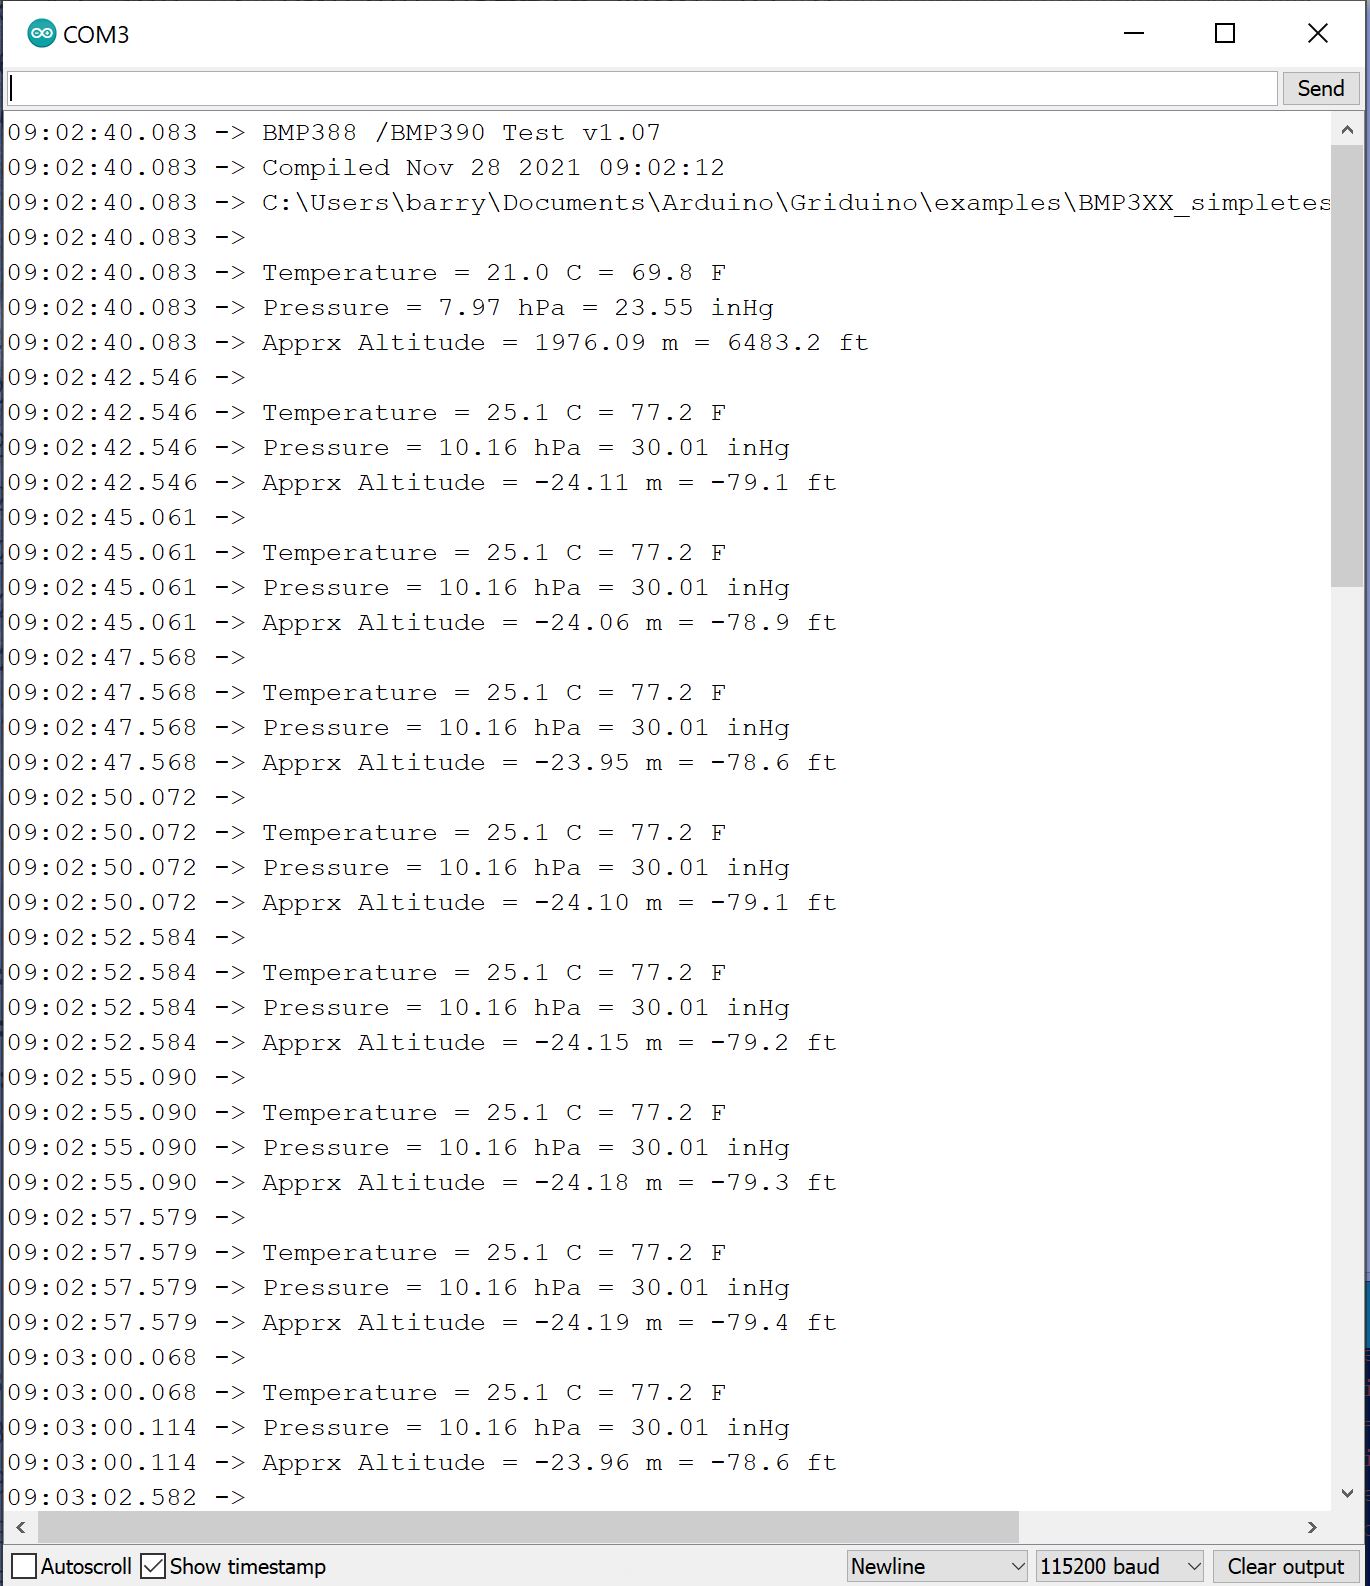 COM3
Send
09:02:40.083 -> BMP388 /BMP390 Test v1.07
09:02:40.083 -> Compiled Nov 28 2021 09:02:12
09:02:40.083 -> C:\Users\barry\Documents\Arduino\Griduino\examples\BMP3XX_simpletes
09:02:40.083 ->
09:02:40.083 -> Temperature = 21.0 C = 69.8 F
09:02:40.083 -> Pressure = 7.97 hPa = 23.55 inHg
09:02:40.083 -> Apprx Altitude = 1976.09 m = 6483.2 ft
09:02:42.546 ->
09:02:42.546 -> Temperature = 25.1 C = 77.2 F
09:02:42.546 -> Pressure = 10.16 hPa = 30.01 inHg
09:02:42.546 -> Apprx Altitude = -24.11 m = -79.1 ft
09:02:45.061 ->
09:02:45.061 -> Temperature = 25.1 C = 77.2 F
09:02:45.061 -> Pressure = 10.16 hPa = 30.01 inHg
09:02:45.061 -> Apprx Altitude = -24.06 m = -78.9 ft
09:02:47.568 ->
09:02:47.568 -> Temperature = 25.1 C = 77.2 F
09:02:47.568 -> Pressure = 10.16 hPa = 30.01 inHg
09:02:47.568 -> Apprx Altitude = -23.95 m = -78.6 ft
09:02:50.072 ->
09:02:50.072 -> Temperature = 25.1 C = 77.2 F
09:02:50.072 -> Pressure = 10.16 hPa = 30.01 inHg
09:02:50.072 -> Apprx Altitude = -24.10 m = -79.1 ft
09:02:52.584 ->
09:02:52.584 -> Temperature = 25.1 C = 77.2 F
09:02:52.584 -> Pressure = 10.16 hPa = 30.01 inHg
09:02:52.584 -> Apprx Altitude = -24.15 m = -79.2 ft
09:02:55.090 ->
09:02:55.090 -> Temperature = 25.1 C = 77.2 F
09:02:55.090 -> Pressure = 10.16 hPa = 30.01 inHg
09:02:55.090 -> Apprx Altitude = -24.18 m = -79.3 ft
09:02:57.579 ->
09:02:57.579 -> Temperature = 25.1 C = 77.2 F
09:02:57.579 -> Pressure = 10.16 hPa = 30.01 inHg
09:02:57.579 -> Apprx Altitude = -24.19 m = -79.4 ft
09:03:00.068 ->
09:03:00.068 -> Temperature = 25.1 C = 77.2 F
09:03:00.114 -> Pressure = 10.16 hPa = 30.01 inHg
09:03:00.114 -> Apprx Altitude = -23.96 m = -78.6 ft
09:03:02.582 ->
Autoscroll Show timestamp Newline 115200 baud Clear output